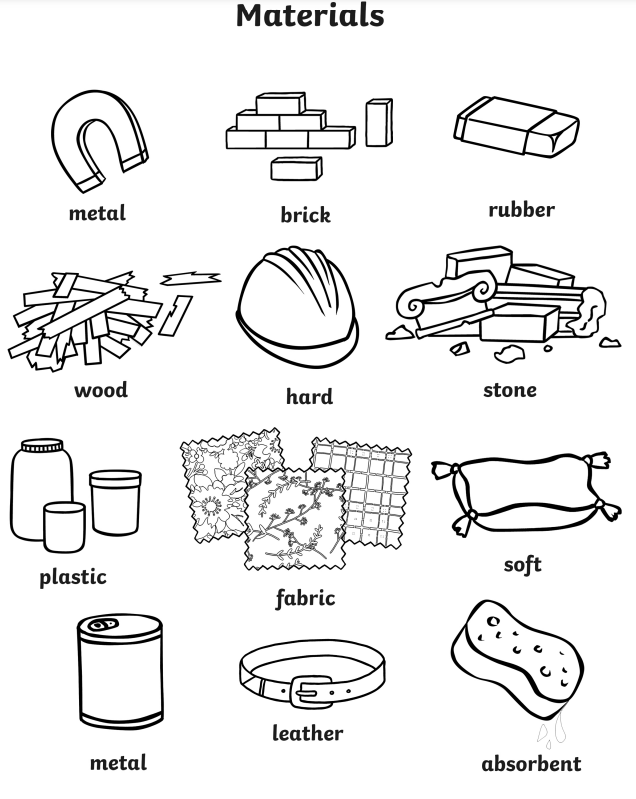 Materials
metal
brick
rubber
wood
hard
stone
plastic
fabric
soft
metal
leather
absorbent